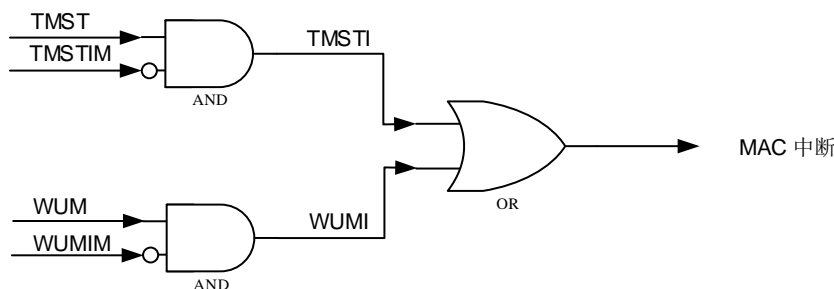 TMST
TMSTIM
AND
TMSTI
WUM
WUMIM
AND
WUMI
OR
MAC 中断